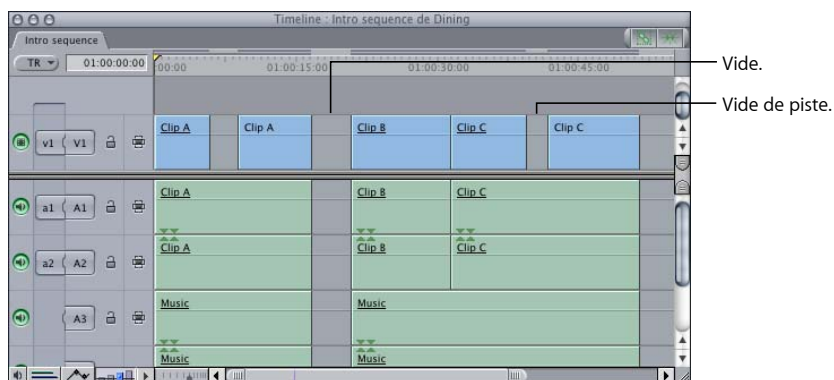 Timeline : Intro sequence de Dining
Intro sequence
TR 01:00:00:00 00:00 01:00:15:00 01:00:30:00 01:00:45:00
Vide.
Vide de piste.
v1 V1 Clip A Clip A Clip B Clip C Clip C
a1 A1 Clip A Clip B Clip C
a2 A2 Clip A Clip B Clip C
A3 Music Music
Music Music